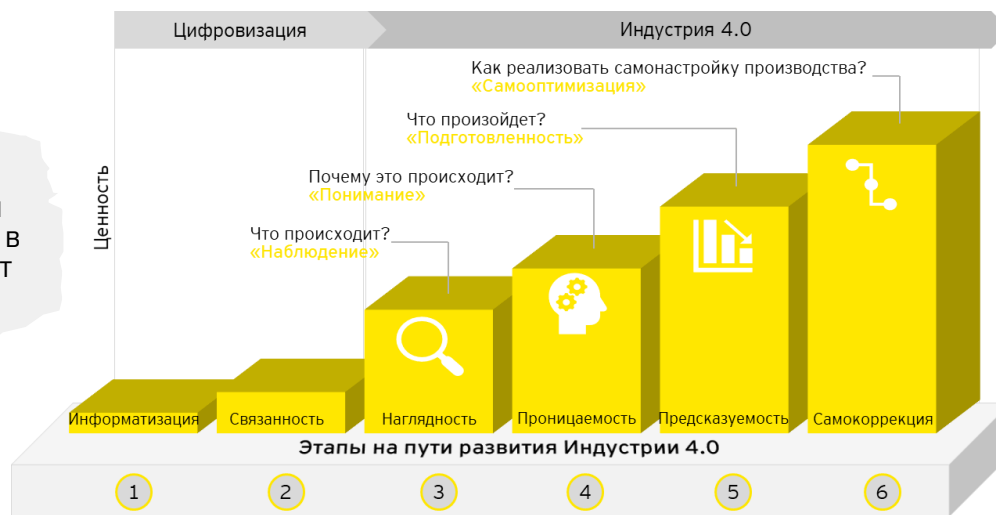 Цифровизация
Индустрия 4.0
Как реализовать самонастройку производства?
«Самооптимизация»
Что произойдет?
«Подготовленность»
Почему это происходит?
«Понимание»
Что происходит?
«Наблюдение»
Ценность
в
Информатизация
Связанность
Наглядность
Проницаемость
Предсказуемость
Самокоррекция
Этапы на пути развития Индустрии 4.0
1
2
3
4
5
6